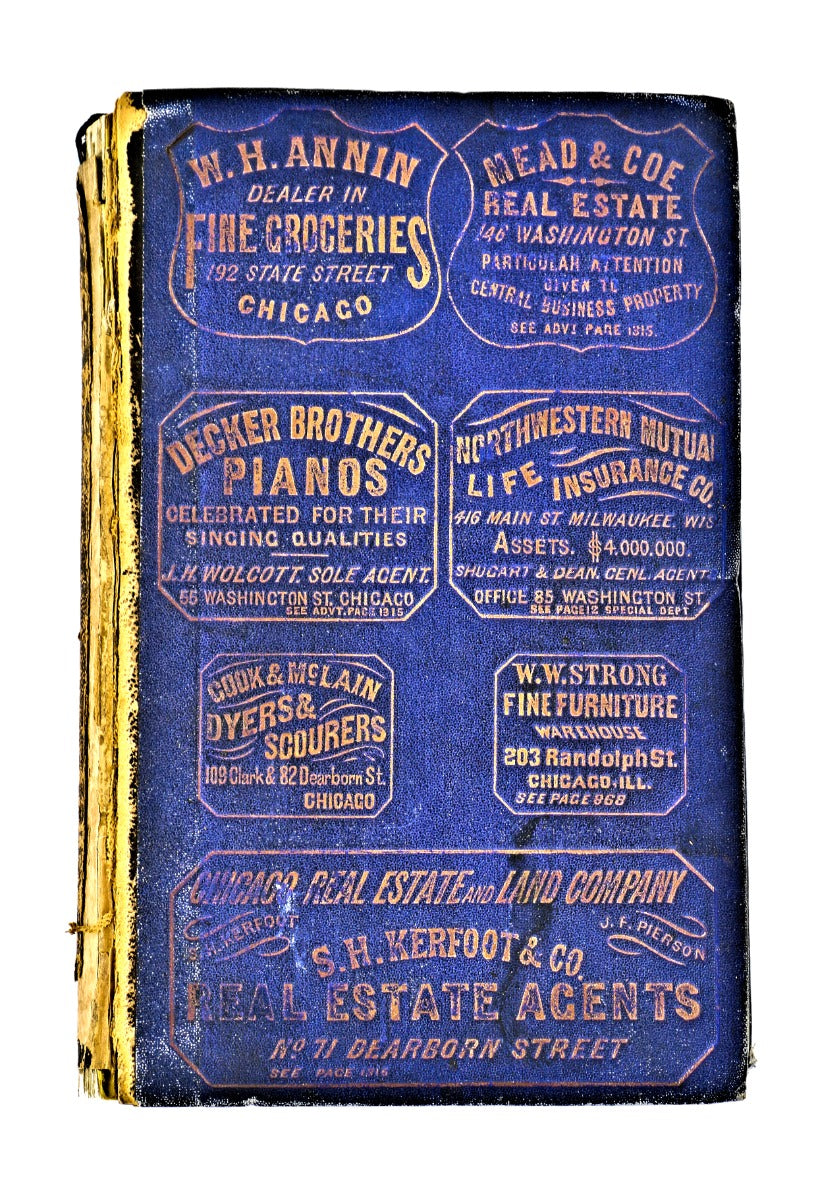 W. H. ANNIN
DEALER IN
FINE GROCERIES
192 STATE STREET
CHICAGO
MEAD & COE
REAL ESTATE
146 WASHINGTON ST.
PARTICULAR ATTENTION
GIVEN TO
CENTRAL BUSINESS PROPERTY
SEE ADVT PAGE 1315.
DECKER BROTHERS
PIANOS
CELEBRATED FOR THEIR
SINGING QUALITIES
J.H. WOLCOTT. SOLE AGENT.
55 WASHINGTON ST. CHICAGO
SEE ADVT. PAGE 1315
NORTHWESTERN MUTUAL
LIFE INSURANCE CO.
416 MAIN ST. MILWAUKEE, WIS
ASSETS. $4.000.000.
SHUGART & DEAN, GENL. AGENTS
OFFICE 85 WASHINGTON ST
SEE PAGE 12 SPECIAL DEPT
COOK & McLAIN
DYERS &
SCOURERS
109 Clark & 82 Dearborn St.
CHICAGO
W.W. STRONG
FINE FURNITURE
WAREHOUSE
203 Randolph St.
CHICAGO, ILL.
SEE PAGE 868
CHICAGO REAL ESTATE AND LAND COMPANY
S.H. KERFOOT
J. F. PIERSON
S. H. KERFOOT & CO.
REAL ESTATE AGENTS
No 71 DEARBORN STREET
SEE PAGE 1315